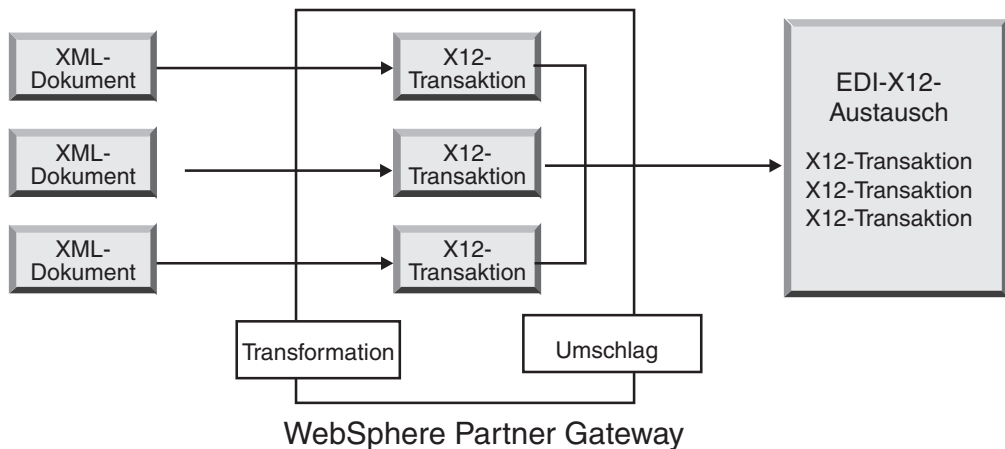 XML-
Dokument
X12-
Transaktion
XML-
Dokument
X12-
Transaktion
XML-
Dokument
X12-
Transaktion
EDI-X12-
Austausch
X12-Transaktion
X12-Transaktion
X12-Transaktion
Transformation
Umschlag
WebSphere Partner Gateway